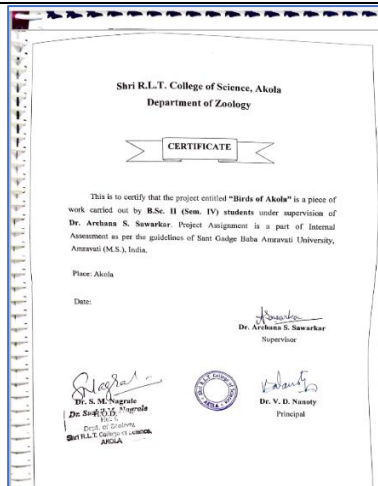 Shri R.L.T. College of Science, Akola
Department of Zoology
CERTIFICATE
This is to certify that the project entitled "Birds of Akola" is a piece of
work carried out by B.Sc. II (Sem. IV) students under supervision of
Dr. Archana S. Sawarkar. Project Assignment is a part of Internal
Assessment as per the guidelines of Sant Gadge Baba Amravati University,
Amravati (M.S.), India.
Place: Akola
Date:
Dr. Archana S. Sawarkar
Supervisor
Dr. S. M. Nagrale
H.O.D.
Dept. of Zoology
Shri R.L.T. College of Science,
AKOLA
Dr. V. D. Nanoty
Principal